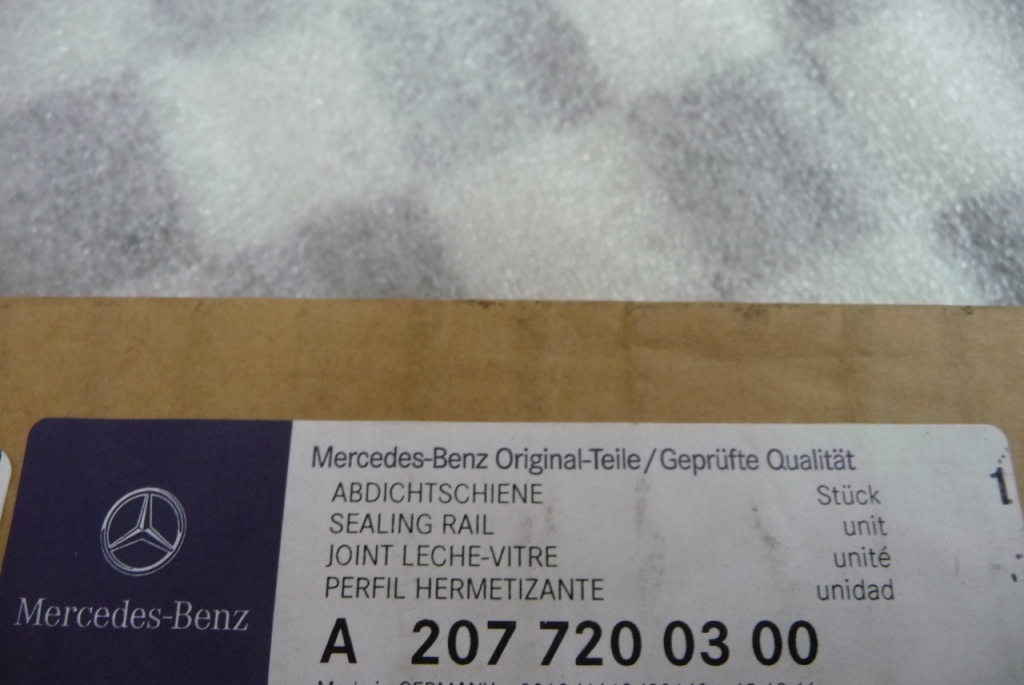 Mercedes-Benz Original-Teile/Geprüfte Qualität
ABDICHTSCHIENE Stück 1
SEALING RAIL unit
JOINT LECHE-VITRE unité
PERFIL HERMETIZANTE unidad
Mercedes-Benz
A 207 720 03 00